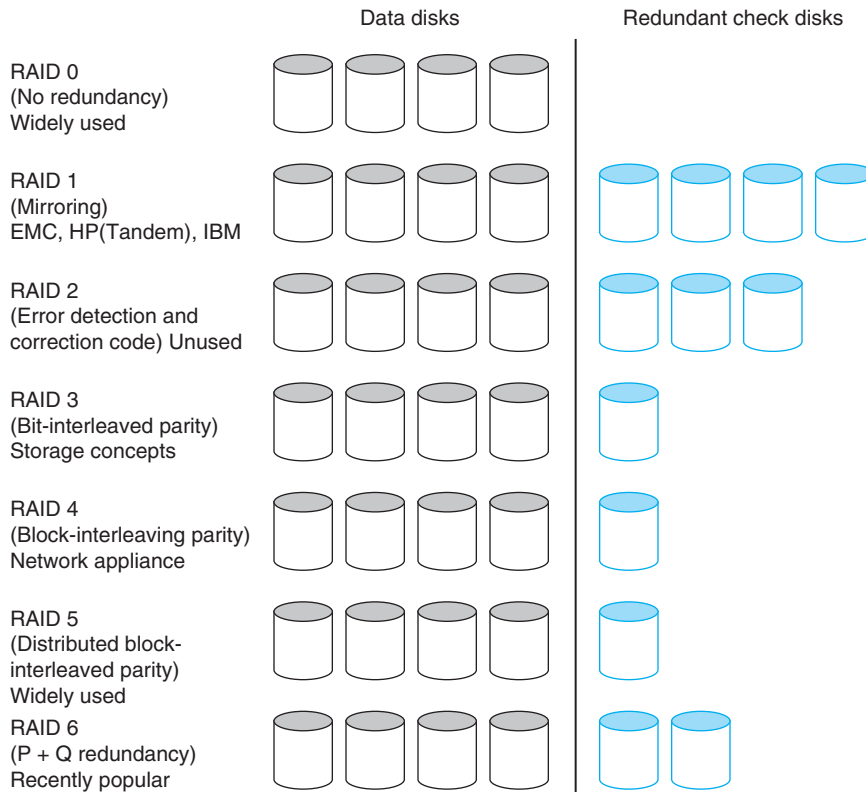 Data disks
Redundant check disks
RAID 0
(No redundancy)
Widely used
RAID 1
(Mirroring)
EMC, HP(Tandem), IBM
RAID 2
(Error detection and
correction code) Unused
RAID 3
(Bit-interleaved parity)
Storage concepts
RAID 4
(Block-interleaving parity)
Network appliance
RAID 5
(Distributed block-
interleaved parity)
Widely used
RAID 6
(P + Q redundancy)
Recently popular